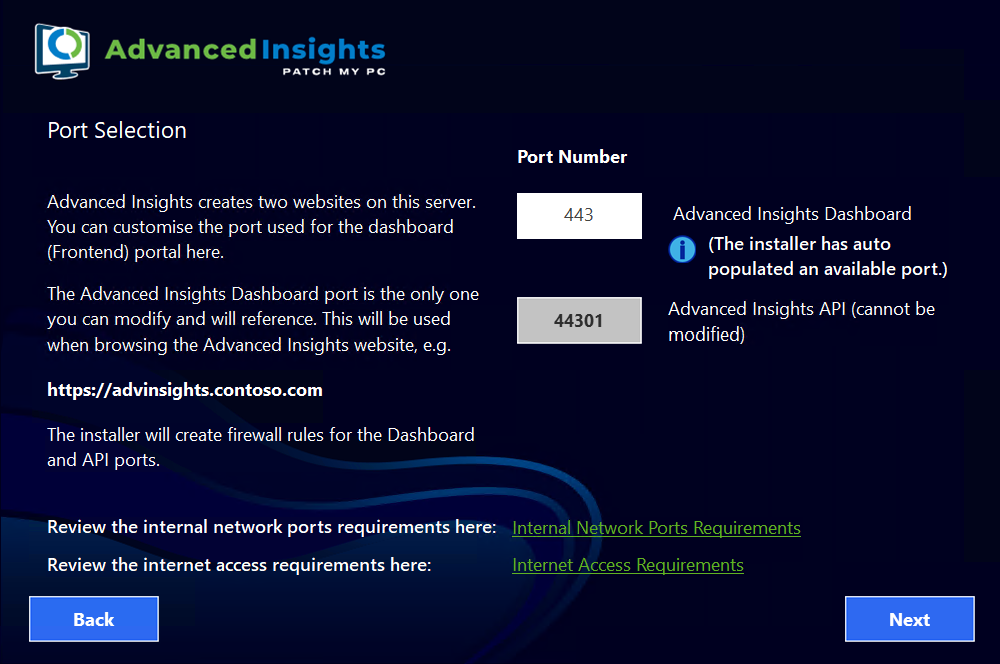 Advanced Insights
PATCH MY PC
Port Selection
Port Number
Advanced Insights creates two websites on this server.
You can customise the port used for the dashboard
(Frontend) portal here.
443
Advanced Insights Dashboard
(The installer has auto
populated an available port.)
The Advanced Insights Dashboard port is the only one
you can modify and will reference. This will be used
when browsing the Advanced Insights website, e.g.
44301
Advanced Insights API (cannot be
modified)
https://advinsights.contoso.com
The installer will create firewall rules for the Dashboard
and API ports.
Review the internal network ports requirements here: Internal Network Ports Requirements
Review the internet access requirements here: Internet Access Requirements
Back
Next